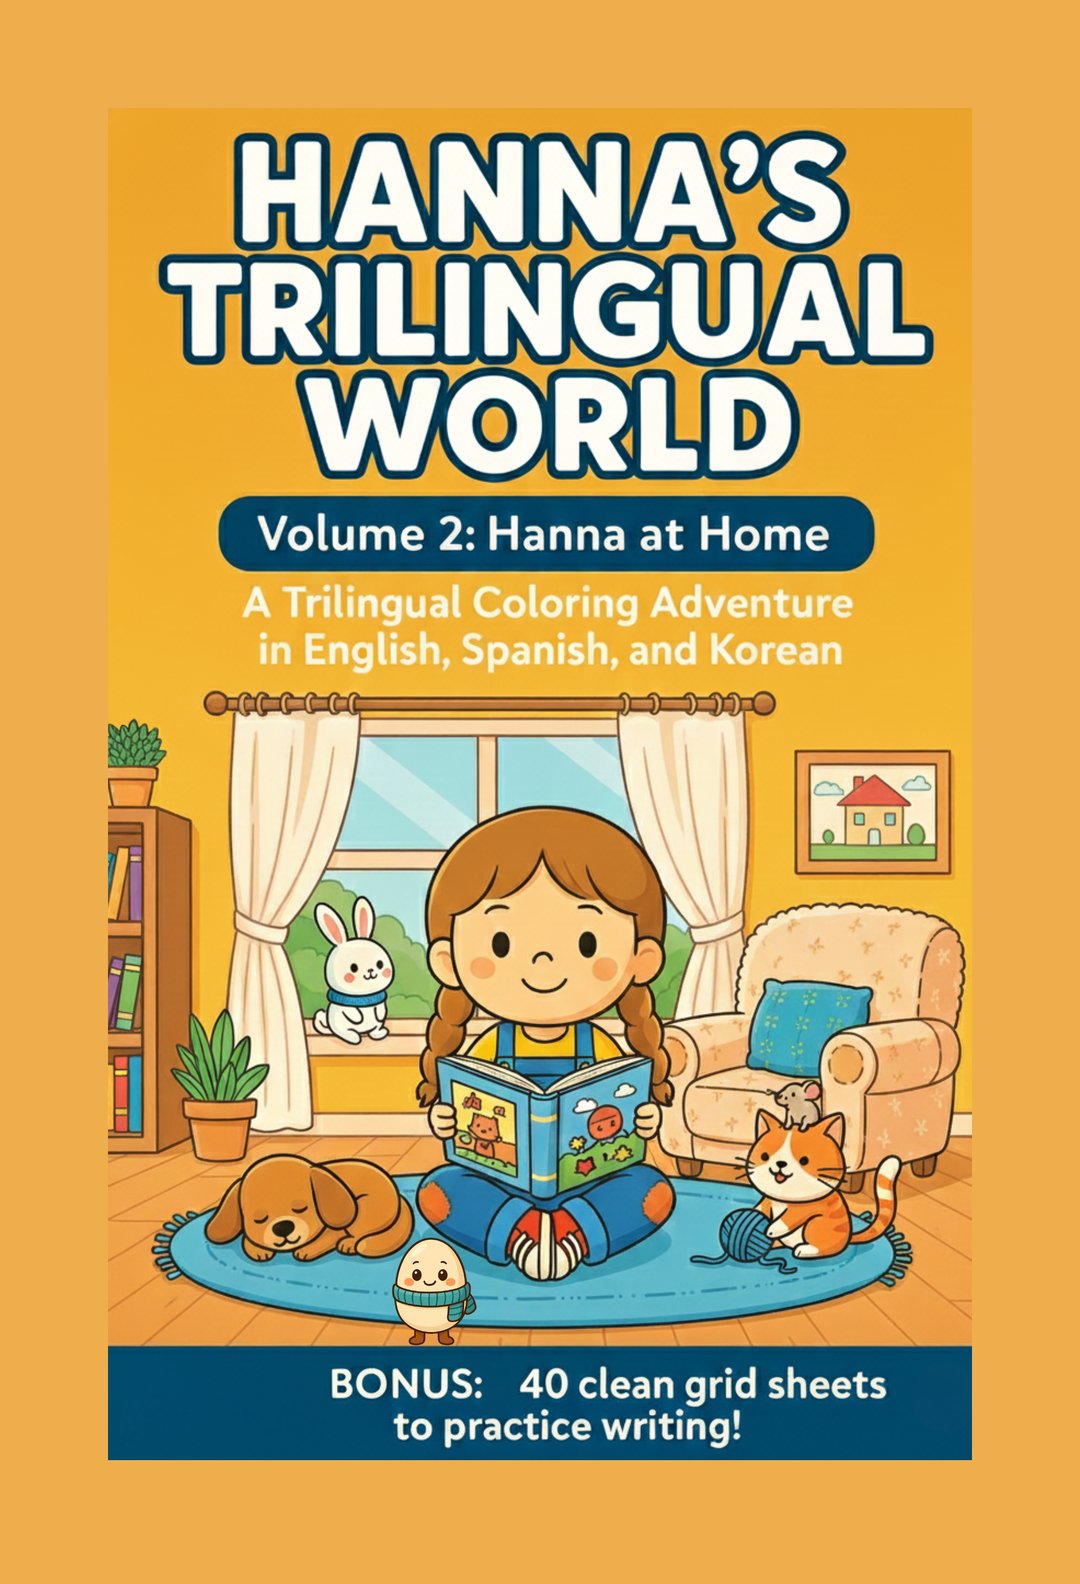 HANNA'S
TRILINGUAL
WORLD
Volume 2: Hanna at Home
A Trilingual Coloring Adventure
in English, Spanish, and Korean
BONUS: 40 clean grid sheets
to practice writing!